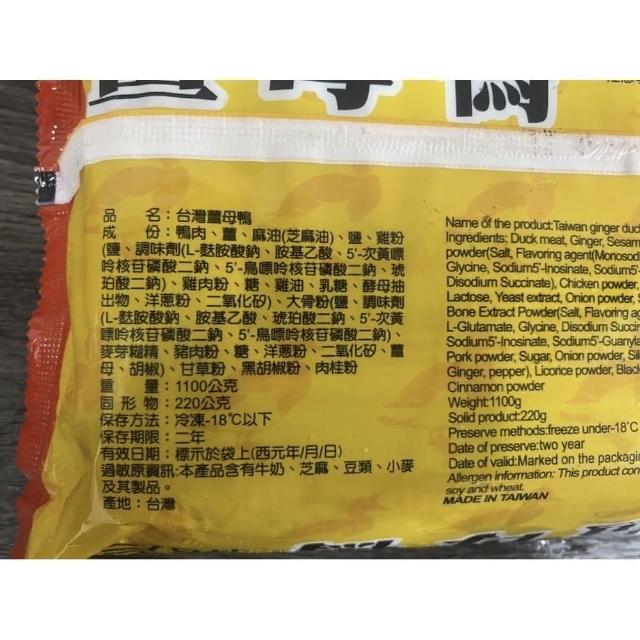 品　　名：台灣薑母鴨
成　　份：鴨肉、薑、麻油(芝麻油)、鹽、雞粉
(鹽、調味劑(L-麩胺酸鈉、胺基乙酸、5'-次黃嘌
呤核苷磷酸二鈉、5'-鳥嘌呤核苷磷酸二鈉、琥
珀酸二鈉)、雞肉粉、糖、雞油、乳糖、酵母抽
出物、洋蔥粉、二氧化矽)、大骨粉(鹽、調味劑
(L-麩胺酸鈉、胺基乙酸、琥珀酸二鈉、5'-次黃
嘌呤核苷磷酸二鈉、5'-鳥嘌呤核苷磷酸二鈉)、
麥芽糊精、豬肉粉、糖、洋蔥粉、二氧化矽、薑
母、胡椒)、甘草粉、黑胡椒粉、肉桂粉
重　　量：1100公克
固 形 物：220公克
保存方法：冷凍-18℃以下
保存期限：二年
有效日期：標示於袋上(西元年/月/日)
過敏原資訊:本產品含有牛奶、芝麻、豆類、小麥
及其製品。
產地：台灣
Name of the product:Taiwan ginger duck
Ingredients: Duck meat, Ginger, Sesam
powder(Salt, Flavoring agent(Monosodi
Glycine, Sodium5'-Inosinate, Sodium5
Disodium Succinate), Chicken powder,
Lactose, Yeast extract, Onion powder, S
Bone Extract Powder(Salt, Flavoring ag
L-Glutamate, Glycine, Disodium Succin
Sodium5'-Inosinate, Sodium5'-Guanyla
Pork powder, Sugar, Onion powder, Sili
Ginger, pepper), Licorice powder, Black
Cinnamon powder
Weight:1100g
Solid product:220g
Preserve methods:freeze under-18°C
Date of preserve:two year
Date of valid:Marked on the packagin
Allergen information: This product con
soy and wheat.
MADE IN TAIWAN